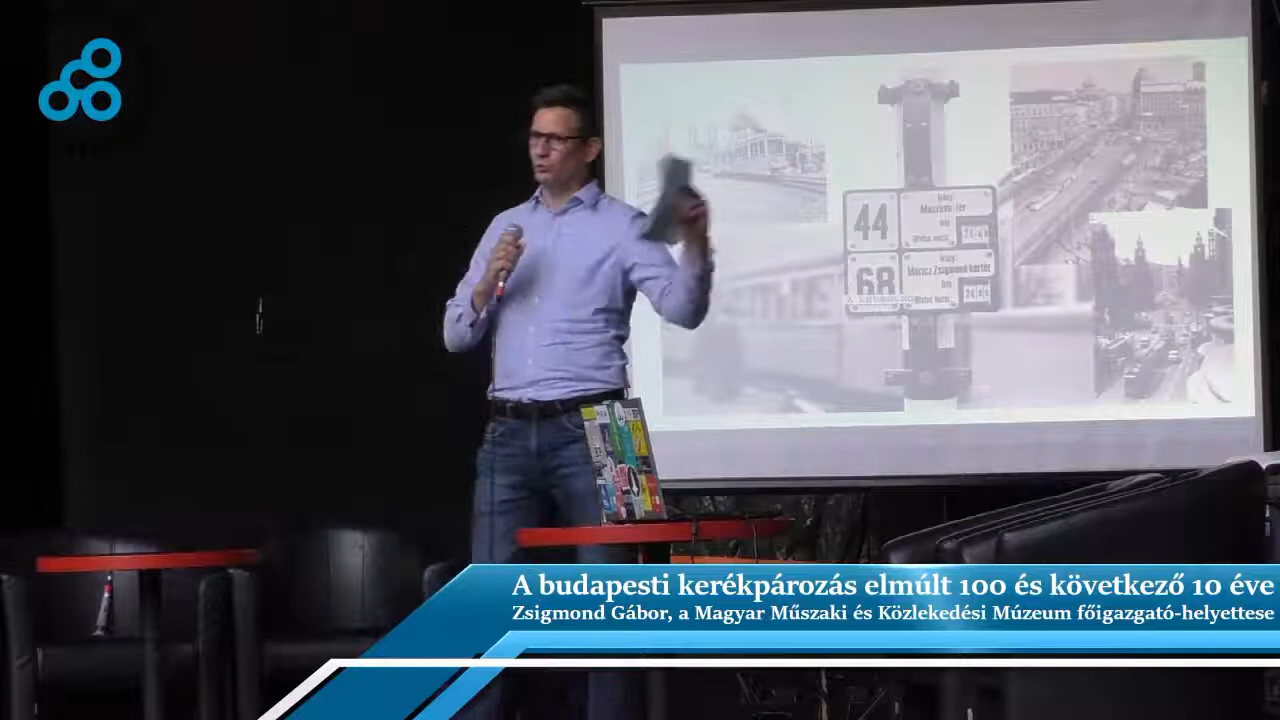 44
68
Móricz Zsigmond körtér
A budapesti kerékpározás elmúlt 100 és következő 10 éve
Zsigmond Gábor, a Magyar Műszaki és Közlekedési Múzeum főigazgató-helyettese